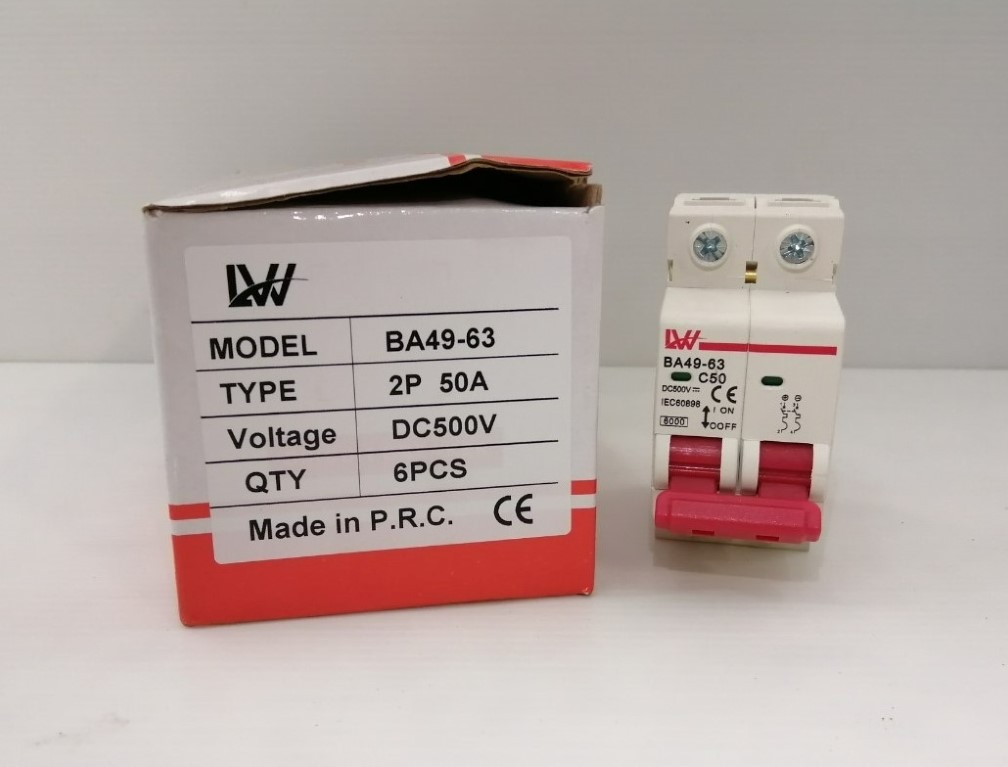 LW
MODEL BA49-63
TYPE 2P 50A
Voltage DC500V
QTY 6PCS
Made in P.R.C. CE
LW
BA49-63
C50
DC500V⎓ CE
IEC60898
I ON
6000
O OFF